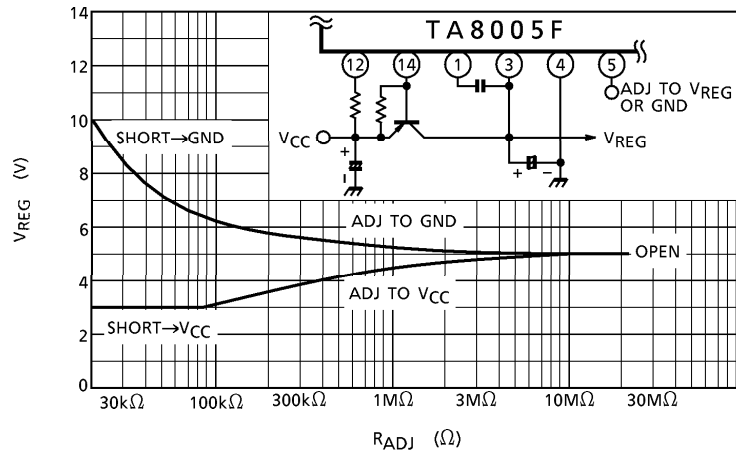 TA8005F
12 14 1 3 4 5
ADJ TO VREG
OR GND
VCC
VREG
+
-
+ -
14
12
10
8
6
4
2
0
VREG (V)
SHORT→GND
ADJ TO GND
OPEN
ADJ TO VCC
SHORT→VCC
30kΩ 100kΩ 300kΩ 1MΩ 3MΩ 10MΩ 30MΩ
RADJ (Ω)